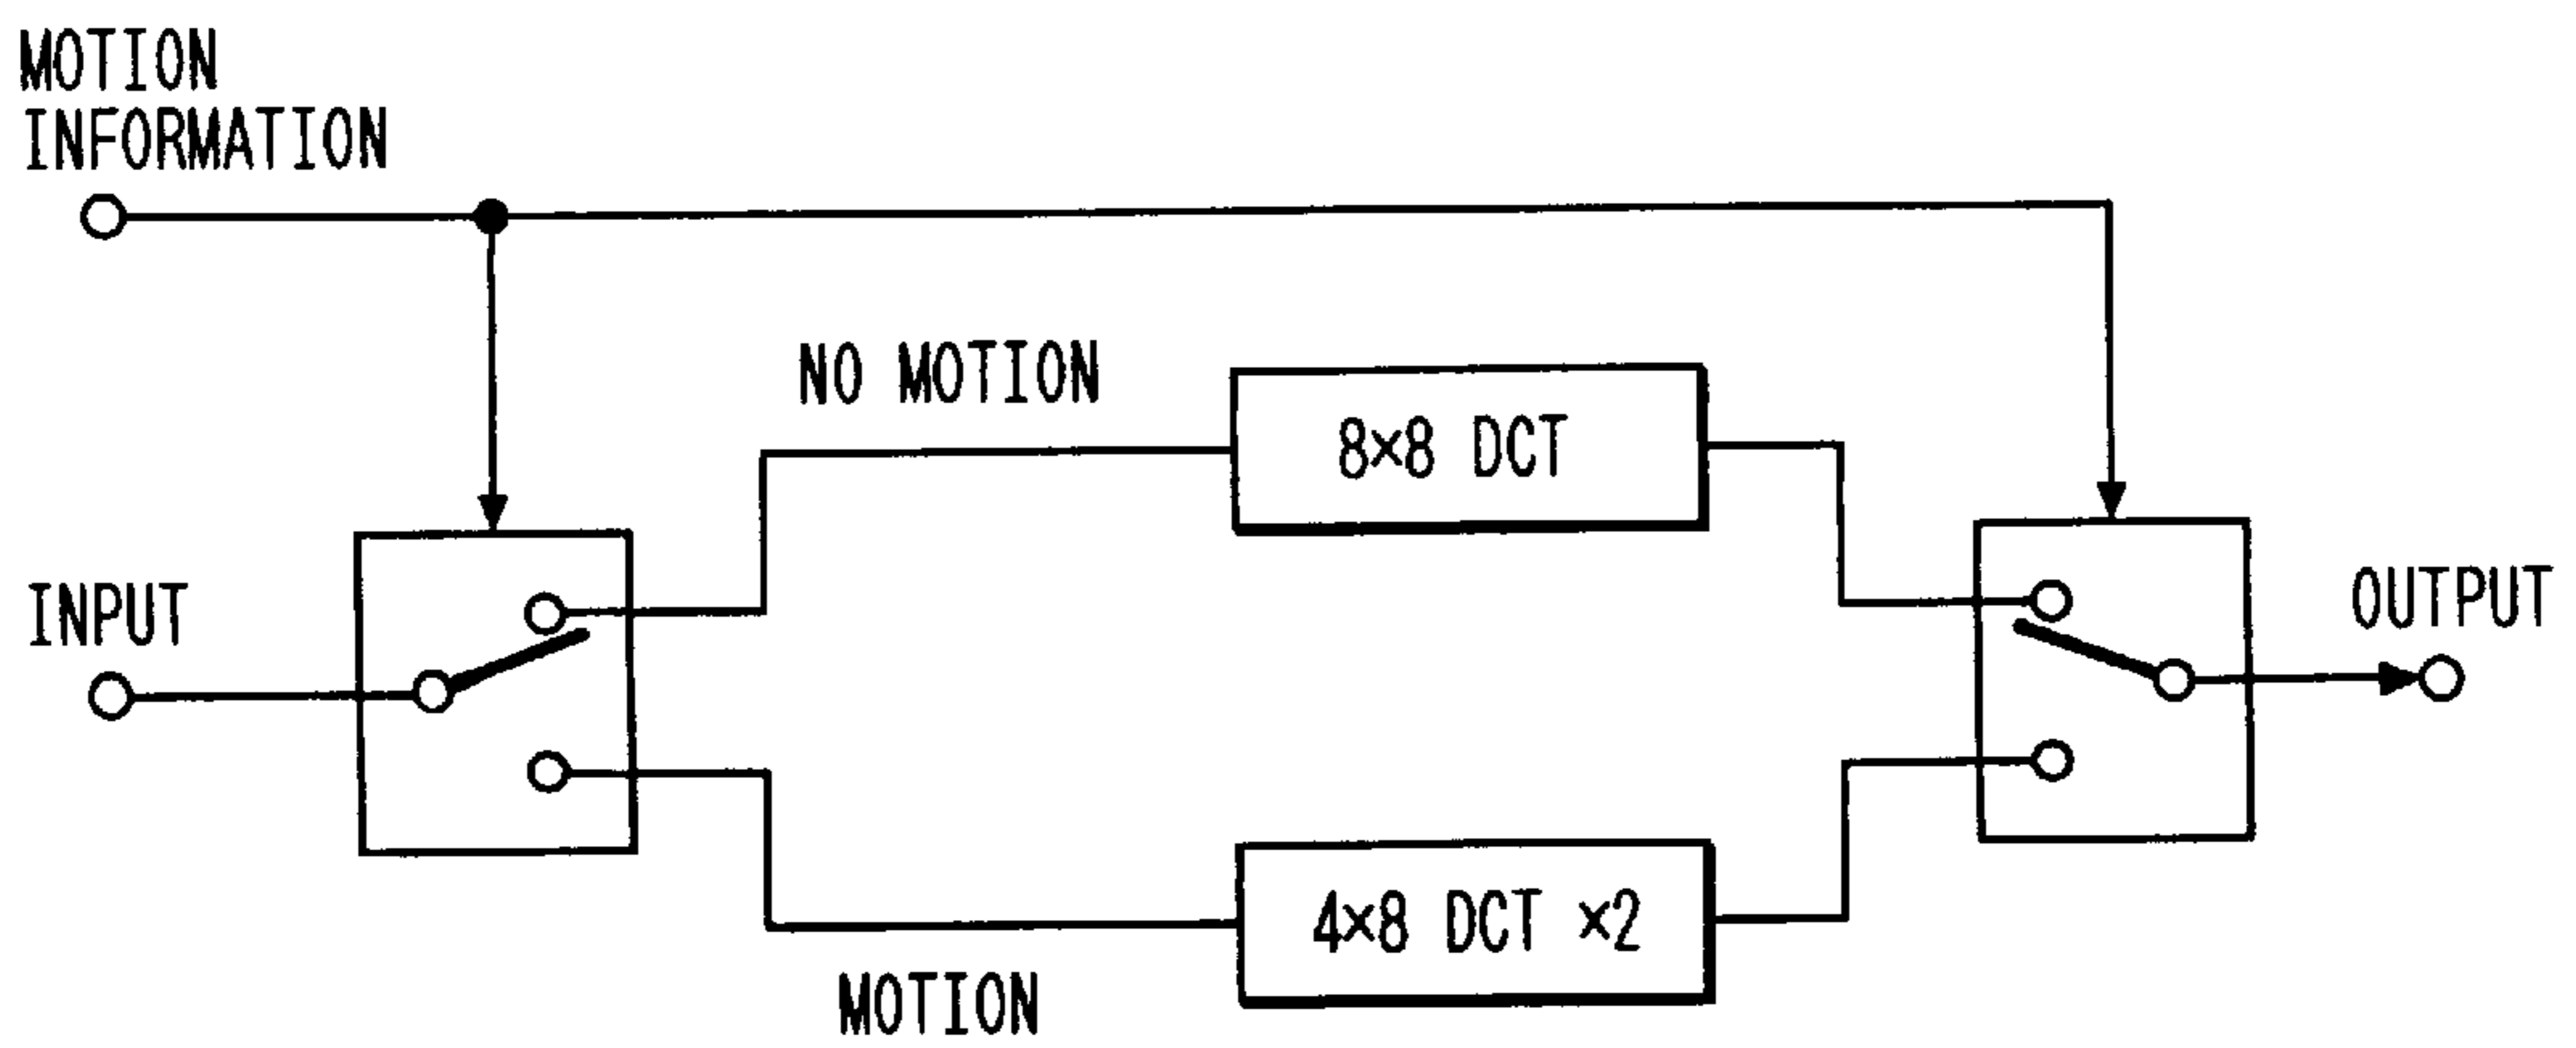 MOTION
INFORMATION
NO MOTION
8×8 DCT
INPUT
OUTPUT
4×8 DCT ×2
MOTION